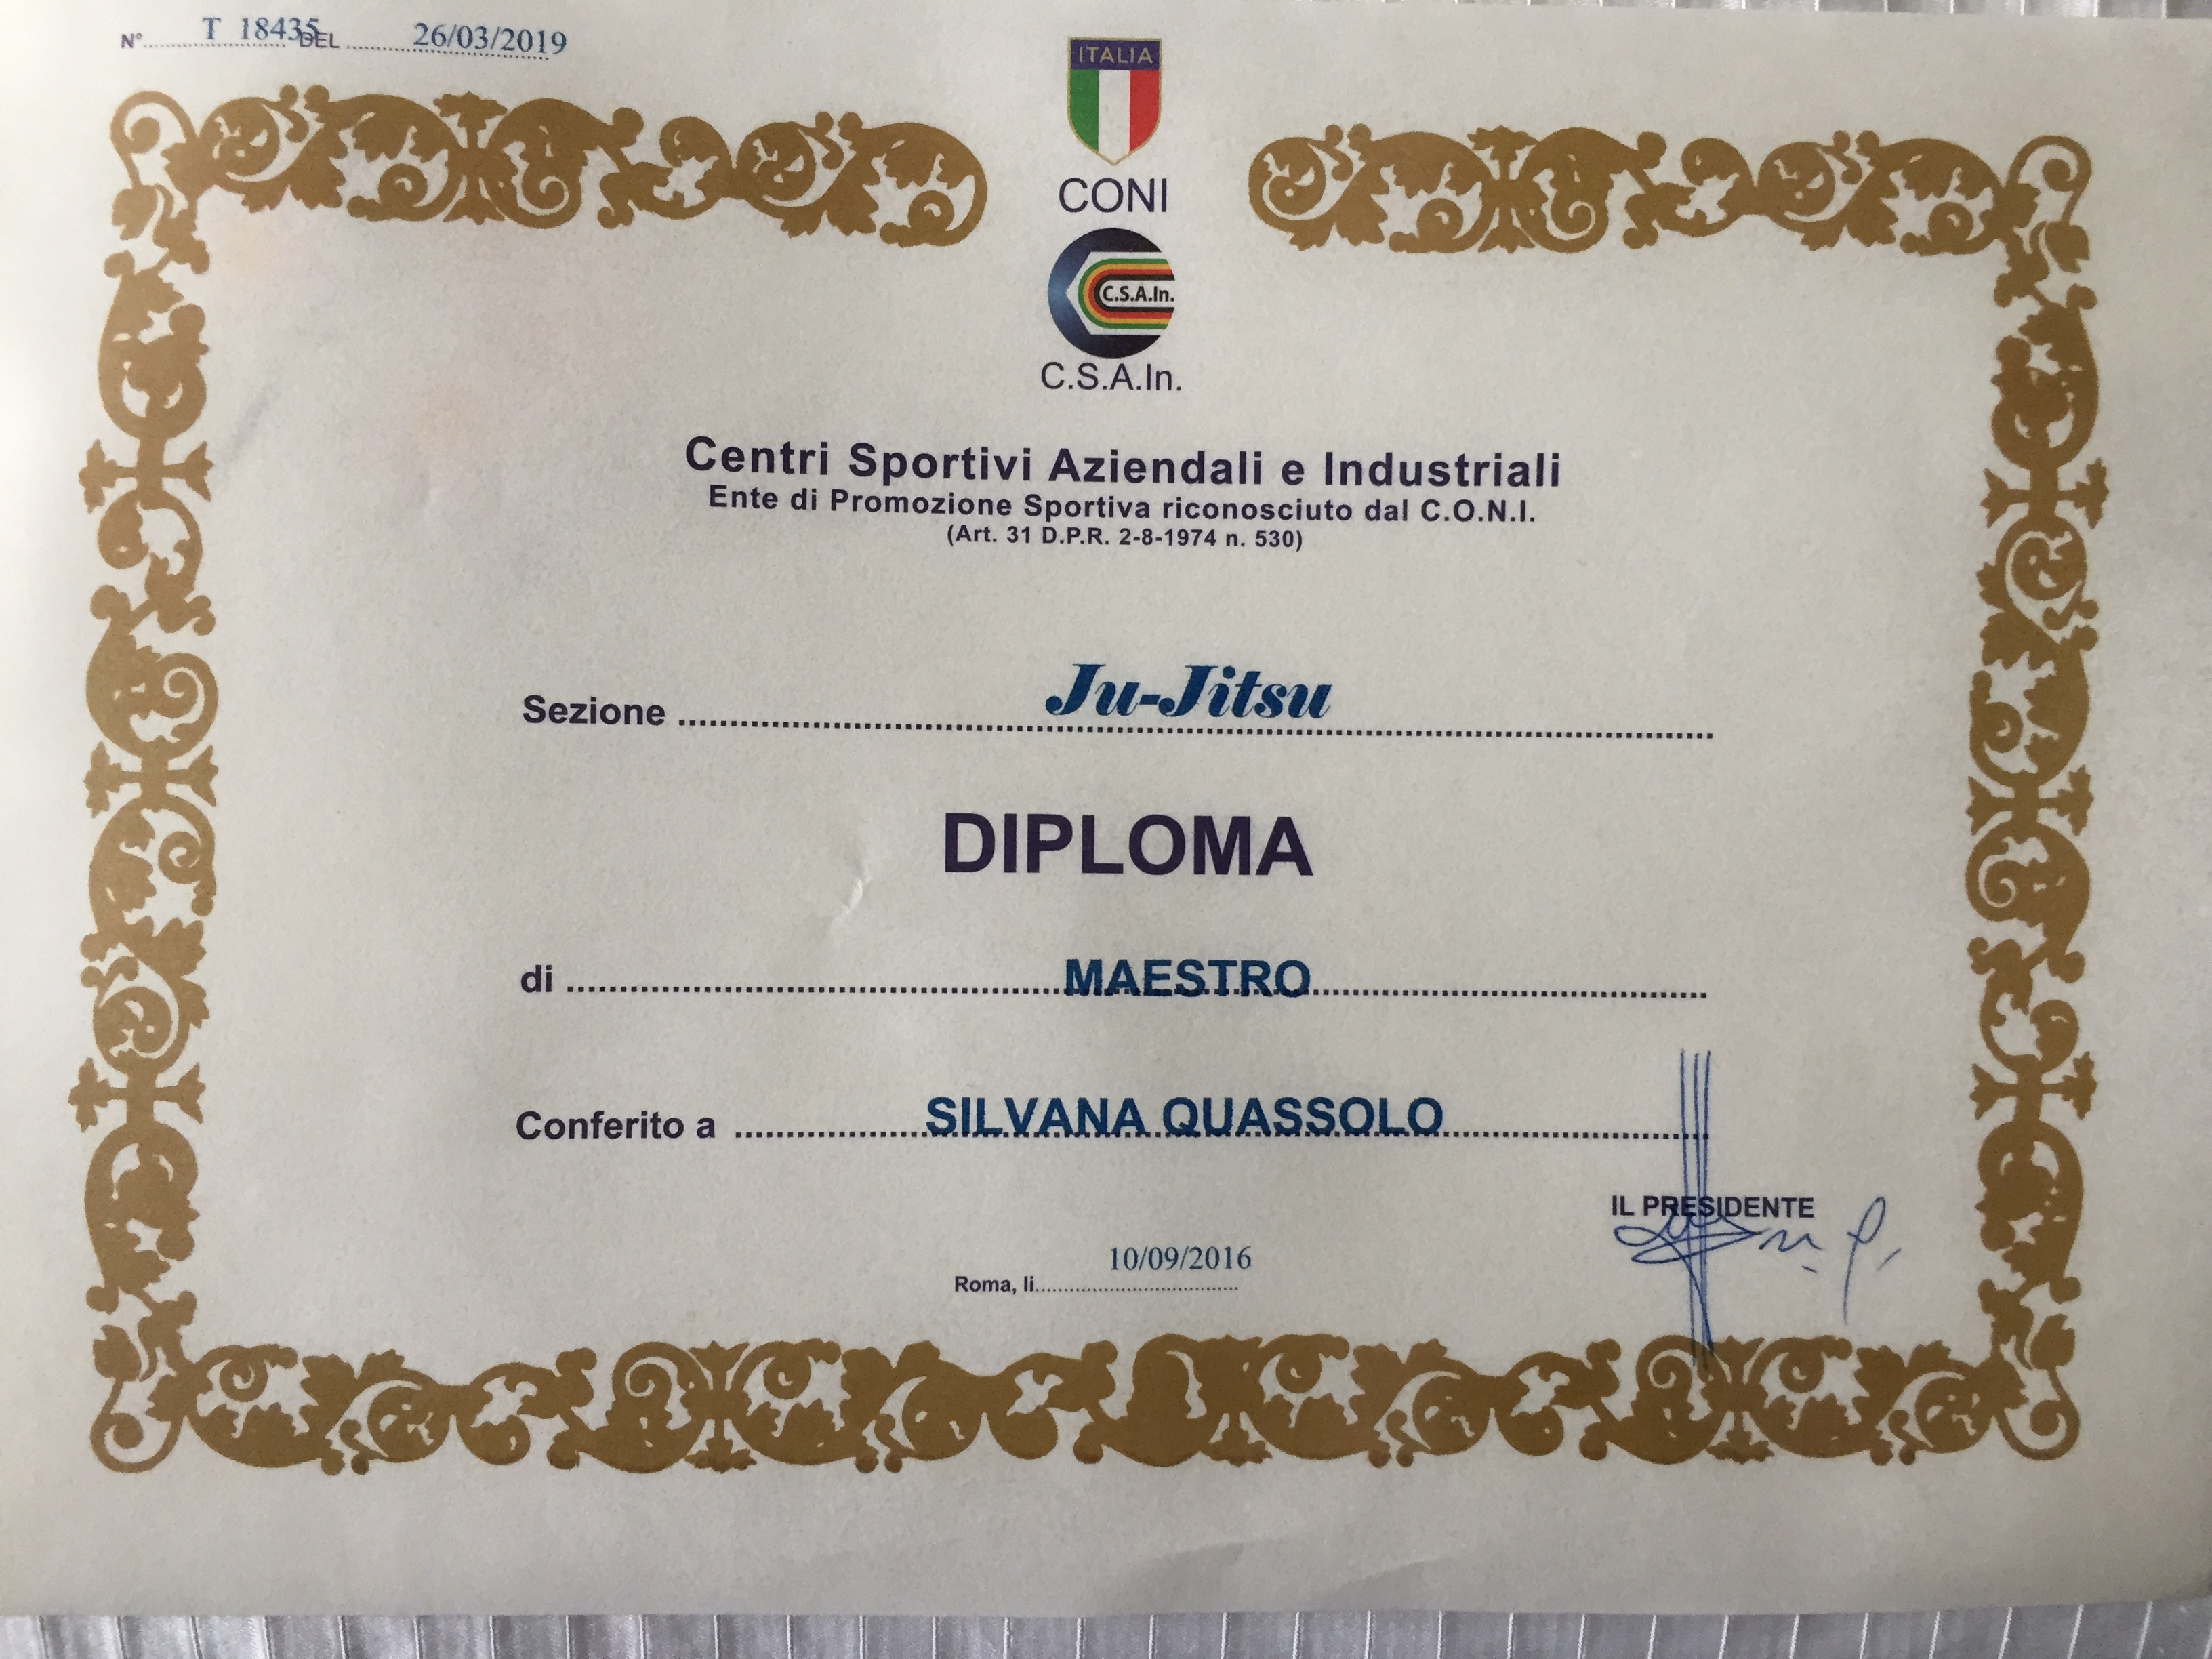 N° T 18435 DEL 26/03/2019
ITALIA
CONI
C.S.A.In.
C.S.A.In.
Centri Sportivi Aziendali e Industriali
Ente di Promozione Sportiva riconosciuto dal C.O.N.I.
(Art. 31 D.P.R. 2-8-1974 n. 530)
Sezione Ju-Jitsu
DIPLOMA
di MAESTRO
Conferito a SILVANA QUASSOLO
IL PRESIDENTE
Roma, li 10/09/2016